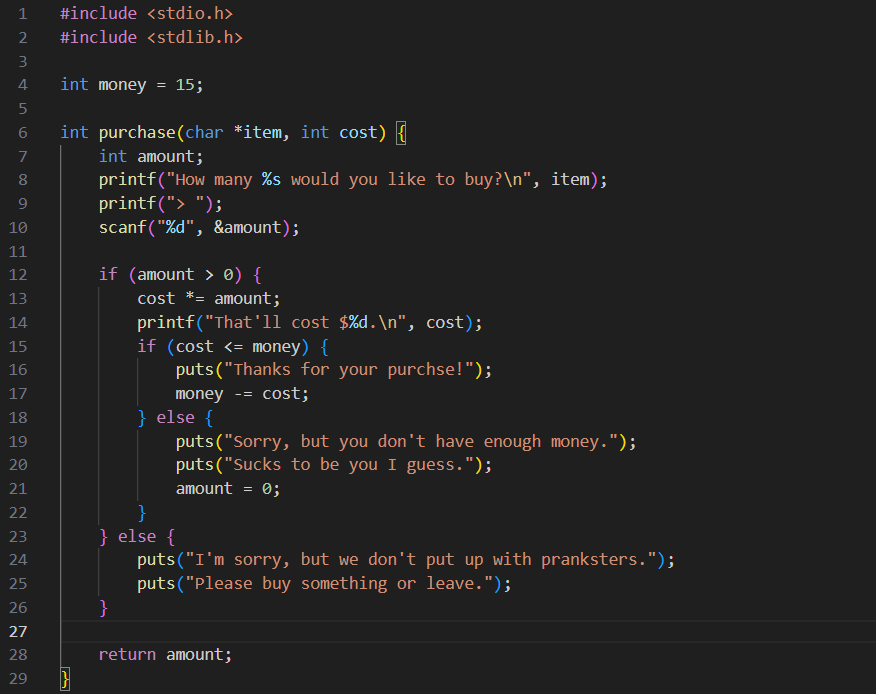 1 #include <stdio.h>
2 #include <stdlib.h>
3
4 int money = 15;
5
6 int purchase(char *item, int cost) {
7     int amount;
8     printf("How many %s would you like to buy?\n", item);
9     printf("> ");
10     scanf("%d", &amount);
11
12     if (amount > 0) {
13         cost *= amount;
14         printf("That'll cost $%d.\n", cost);
15         if (cost <= money) {
16             puts("Thanks for your purchse!");
17             money -= cost;
18         } else {
19             puts("Sorry, but you don't have enough money.");
20             puts("Sucks to be you I guess.");
21             amount = 0;
22         }
23     } else {
24         puts("I'm sorry, but we don't put up with pranksters.");
25         puts("Please buy something or leave.");
26     }
27
28     return amount;
29 }